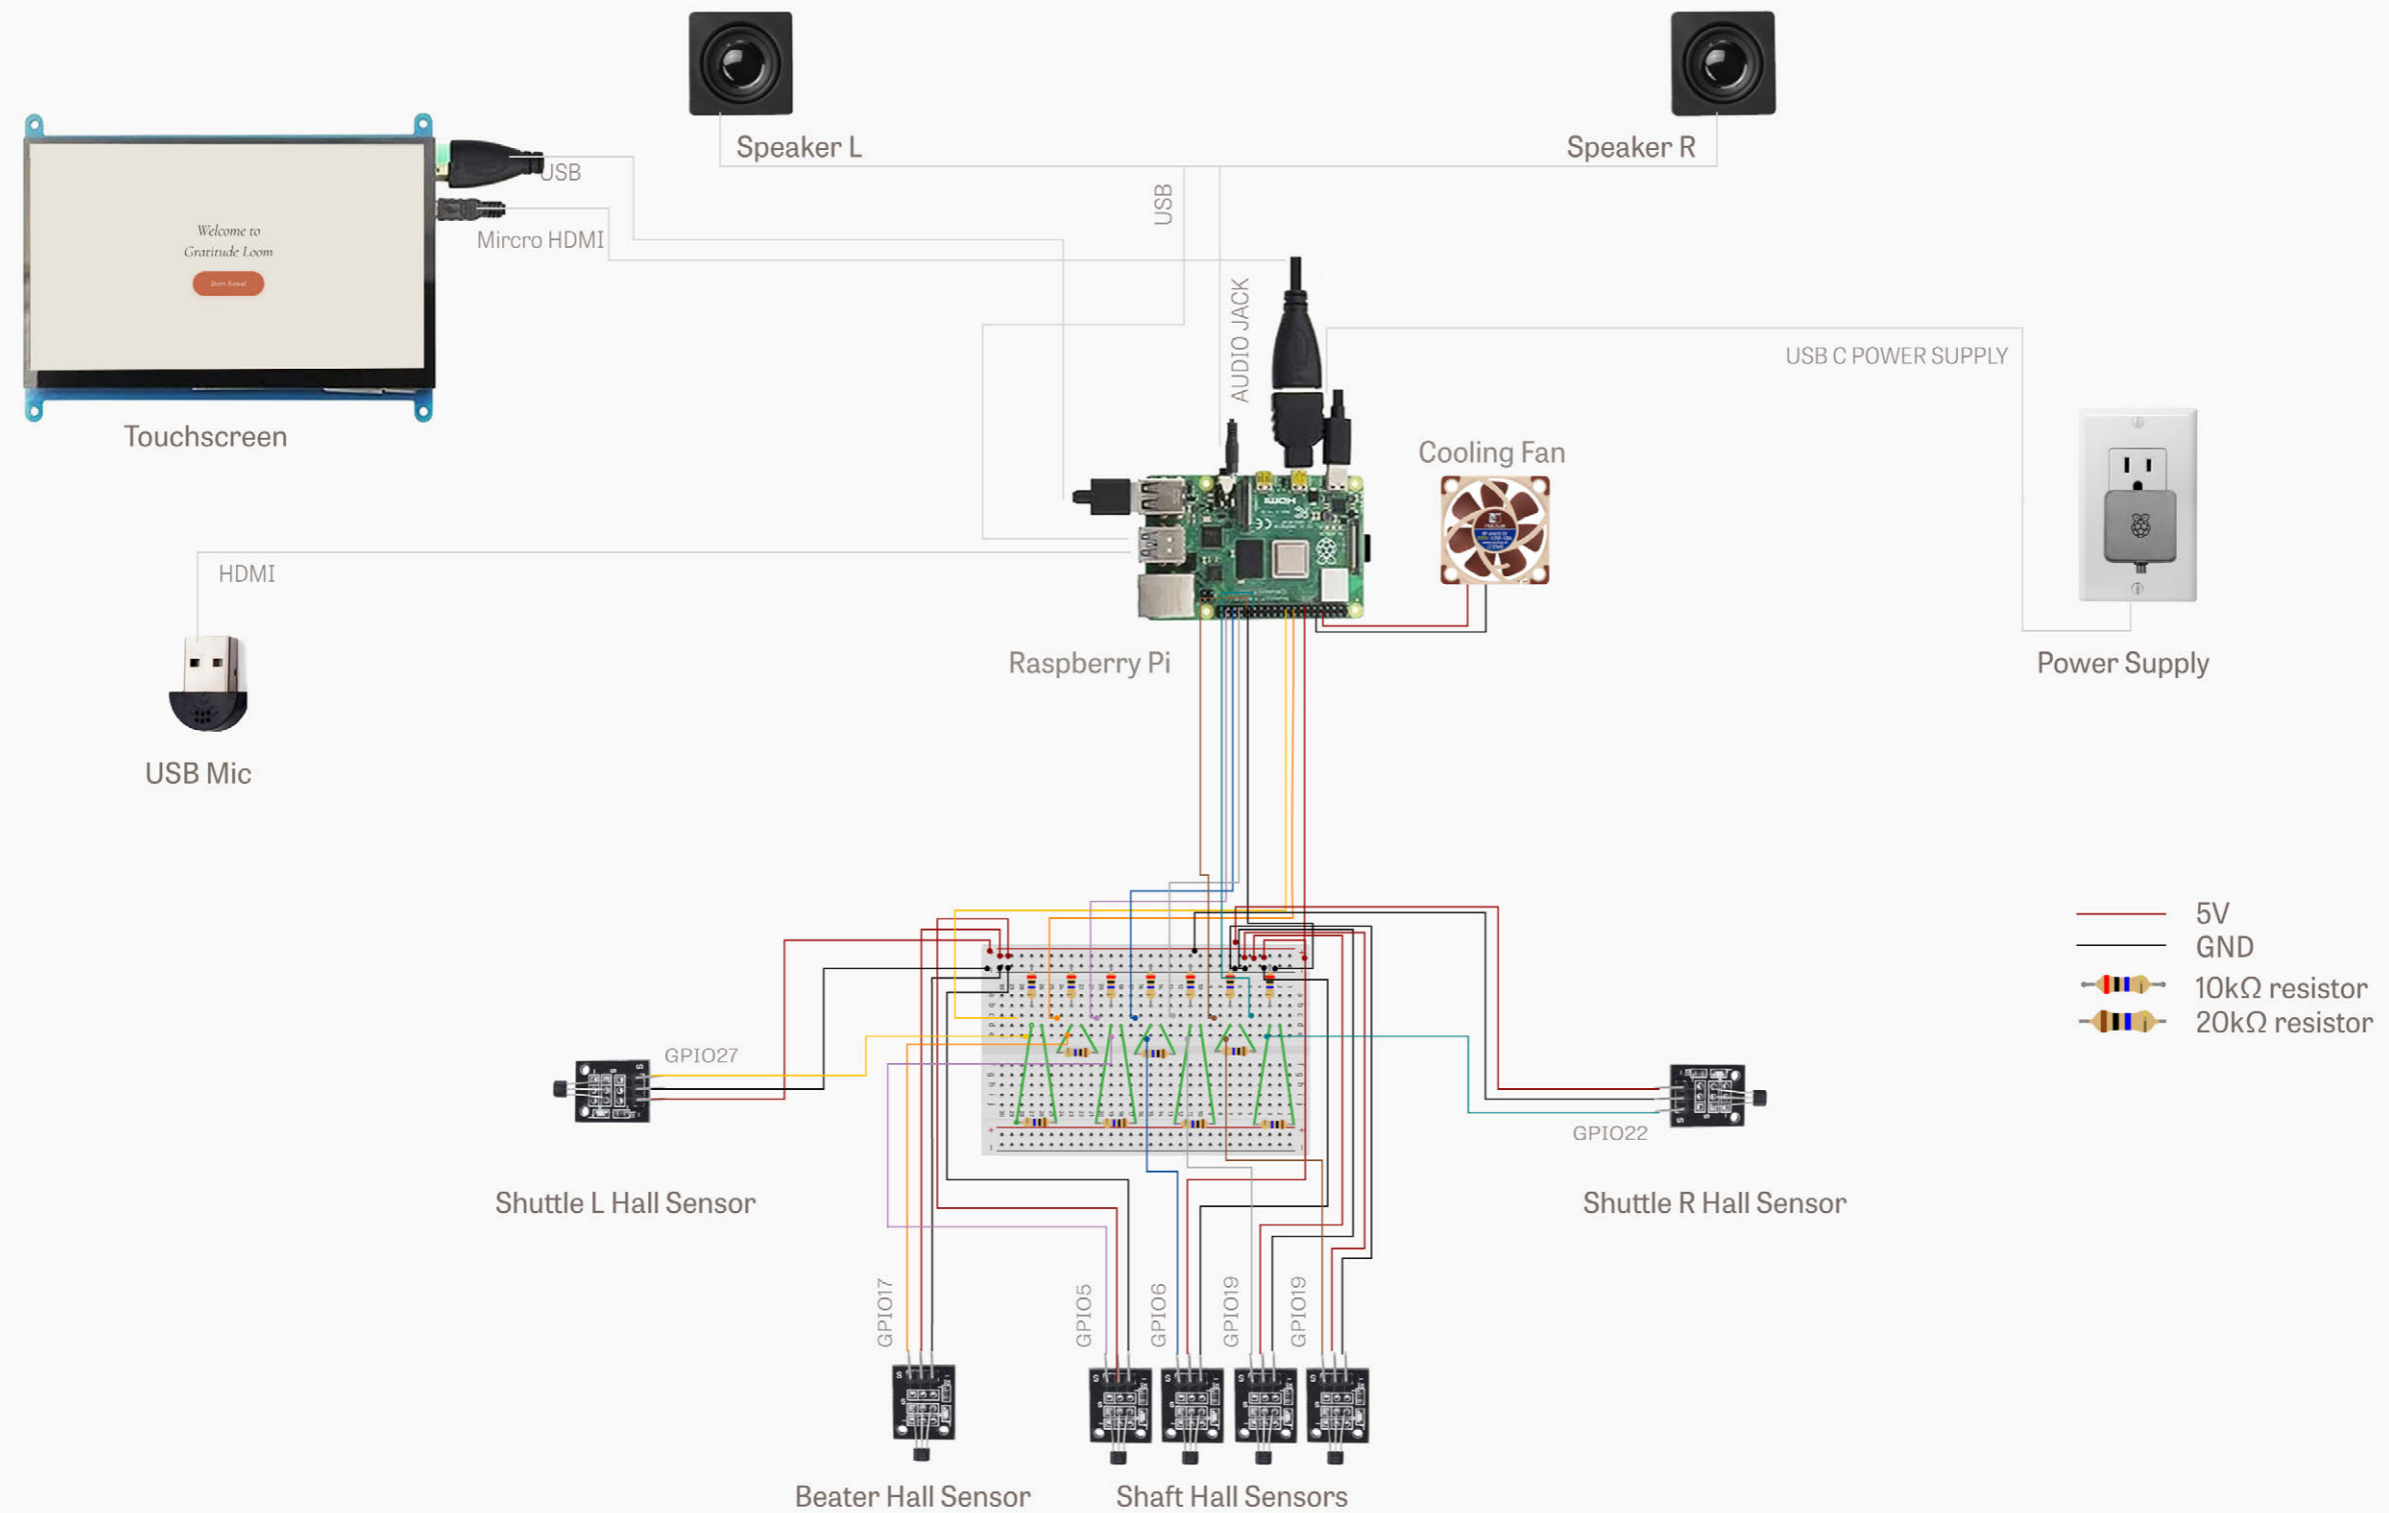 Speaker L
Speaker R
USB
Mircro HDMI
USB
AUDIO JACK
Welcome to
Gratitude Loom
USB C POWER SUPPLY
Touchscreen
Cooling Fan
HDMI
HDMI
Raspberry Pi
Power Supply
USB Mic
5V
GND
10kΩ resistor
20kΩ resistor
GPIO27
GPIO22
Shuttle L Hall Sensor
Shuttle R Hall Sensor
GPIO17
GPIO5
GPIO6
GPIO19
GPIO19
S
S
S
S
S
Beater Hall Sensor
Shaft Hall Sensors